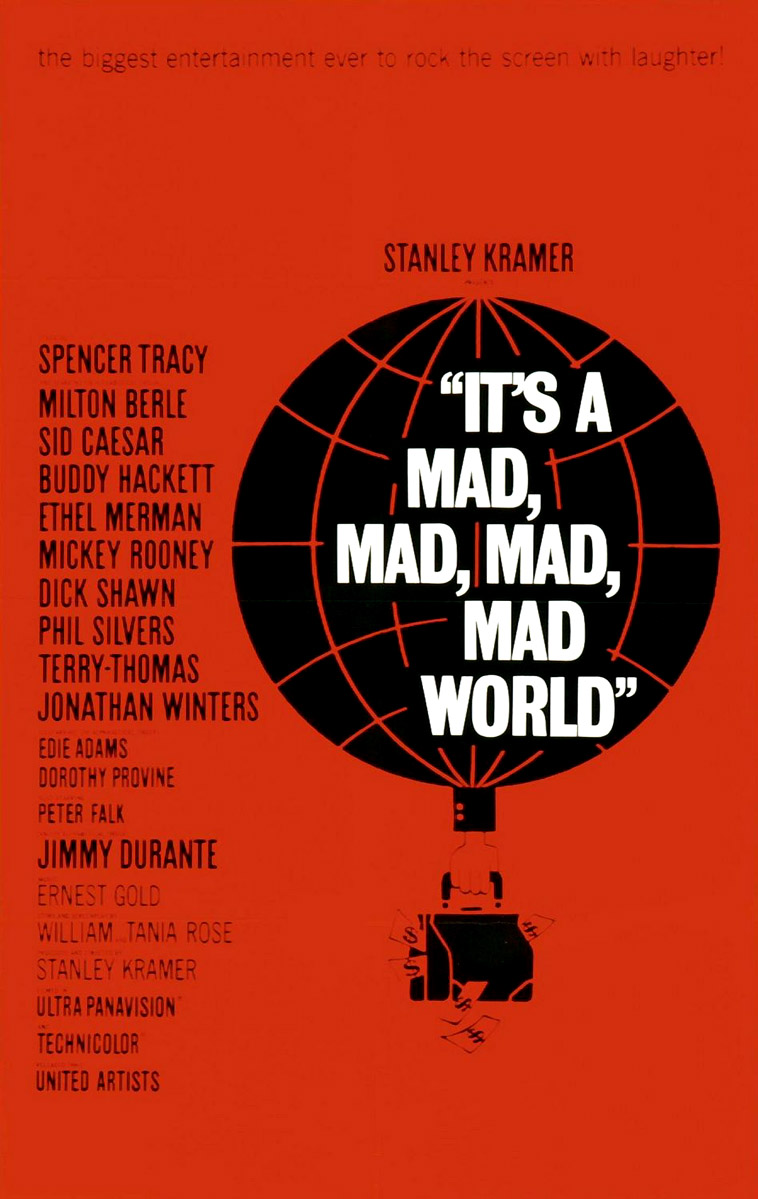 the biggest entertainment ever to rock the screen with laughter!
STANLEY KRAMER
PRESENTS
“IT’S A
MAD,
MAD, MAD,
MAD
WORLD”
SPENCER TRACY
MILTON BERLE
SID CAESAR
BUDDY HACKETT
ETHEL MERMAN
MICKEY ROONEY
DICK SHAWN
PHIL SILVERS
TERRY-THOMAS
JONATHAN WINTERS
EDIE ADAMS
DOROTHY PROVINE
PETER FALK
JIMMY DURANTE
ERNEST GOLD
WILLIAM AND TANIA ROSE
STANLEY KRAMER
ULTRA PANAVISION®
AND
TECHNICOLOR®
UNITED ARTISTS
$
$
$
$
$